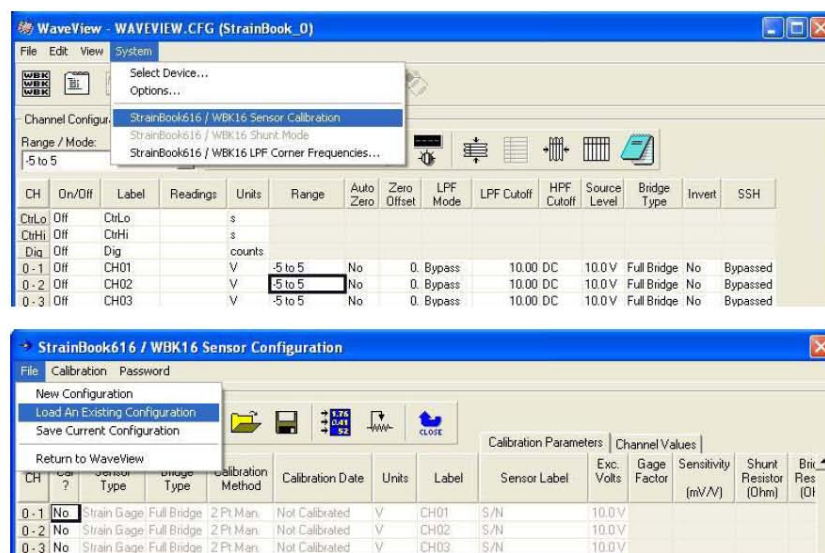 WaveView - WAVEVIEW.CFG (StrainBook_0)
File Edit View System
WBK
WBK
WBK
Select Device...
Options...
StrainBook616 / WBK16 Sensor Calibration
StrainBook616 / WBK16 Shunt Mode
StrainBook616 / WBK16 LPF Corner Frequencies...
Channel Configur
Range / Mode:
-5 to 5
CH On/Off Label Readings Units Range Auto Zero Zero Offset LPF Mode LPF Cutoff HPF Cutoff Source Level Bridge Type Invert SSH
CtrLo Off CtrLo s
CtrHi Off CtrHi s
Dig Off Dig counts
0 - 1 Off CH01 V -5 to 5 No 0. Bypass 10.00 DC 10.0 V Full Bridge No Bypassed
0 - 2 Off CH02 V -5 to 5 No 0. Bypass 10.00 DC 10.0 V Full Bridge No Bypassed
0 - 3 Off CH03 V -5 to 5 No 0. Bypass 10.00 DC 10.0 V Full Bridge No Bypassed
StrainBook616 / WBK16 Sensor Configuration
File Calibration Password
New Configuration
Load An Existing Configuration
Save Current Configuration
Return to WaveView
1.76
0.41
52
CLOSE
Calibration Parameters Channel Values
CH Cal ? Sensor Type Bridge Type Calibration Method Calibration Date Units Label Sensor Label Exc. Volts Gage Factor Sensitivity (mV/V) Shunt Resistor (Ohm)
0 - 1 No Strain Gage Full Bridge 2 Pt Man. Not Calibrated V CH01 S/N 10.0 V
0 - 2 No Strain Gage Full Bridge 2 Pt Man. Not Calibrated V CH02 S/N 10.0 V
0 - 3 No Strain Gage Full Bridge 2 Pt Man. Not Calibrated V CH03 S/N 10.0 V